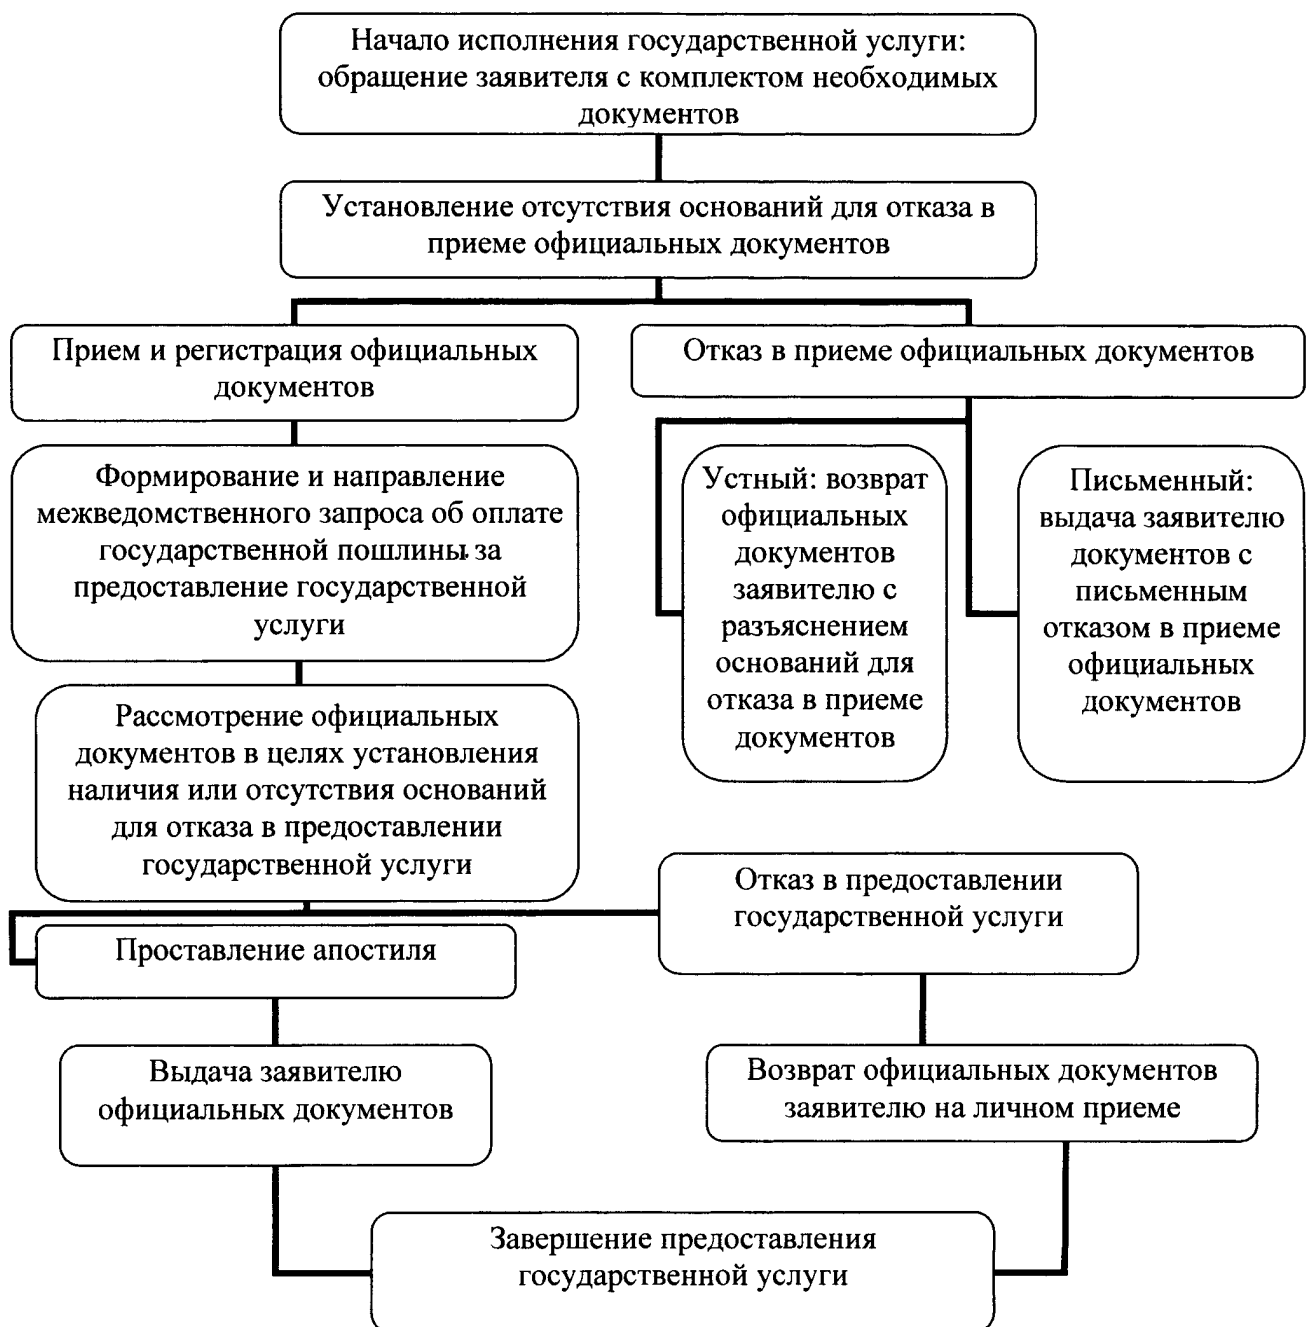 Начало исполнения государственной услуги:
обращение заявителя с комплектом необходимых
документов
Установление отсутствия оснований для отказа в
приеме официальных документов
Прием и регистрация официальных
документов
Отказ в приеме официальных документов
Формирование и направление
межведомственного запроса об оплате
государственной пошлины за
предоставление государственной
услуги
Устный: возврат
официальных
документов
заявителю с
разъяснением
оснований для
отказа в приеме
документов
Письменный:
выдача заявителю
документов с
письменным
отказом в приеме
официальных
документов
Рассмотрение официальных
документов в целях установления
наличия или отсутствия оснований
для отказа в предоставлении
государственной услуги
Отказ в предоставлении
государственной услуги
Проставление апостиля
Выдача заявителю
официальных документов
Возврат официальных документов
заявителю на личном приеме
Завершение предоставления
государственной услуги